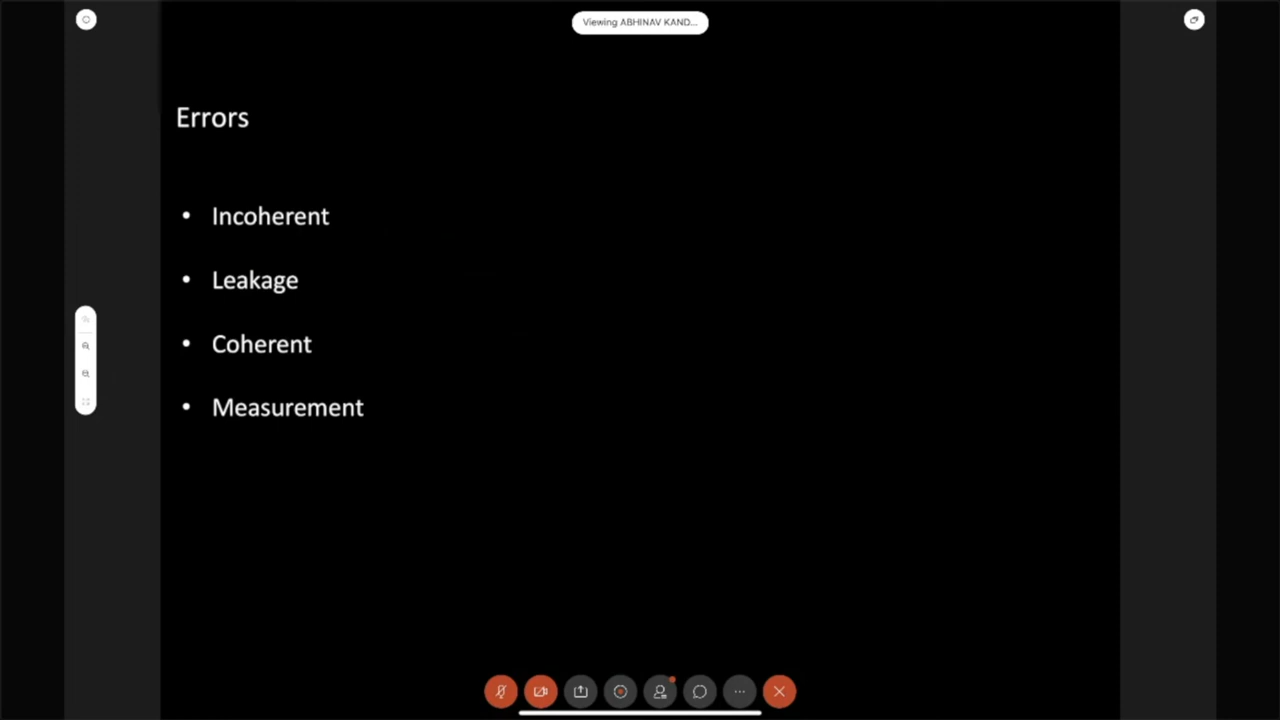 Viewing ABHINAV KAND...
Errors
• Incoherent
• Leakage
• Coherent
• Measurement